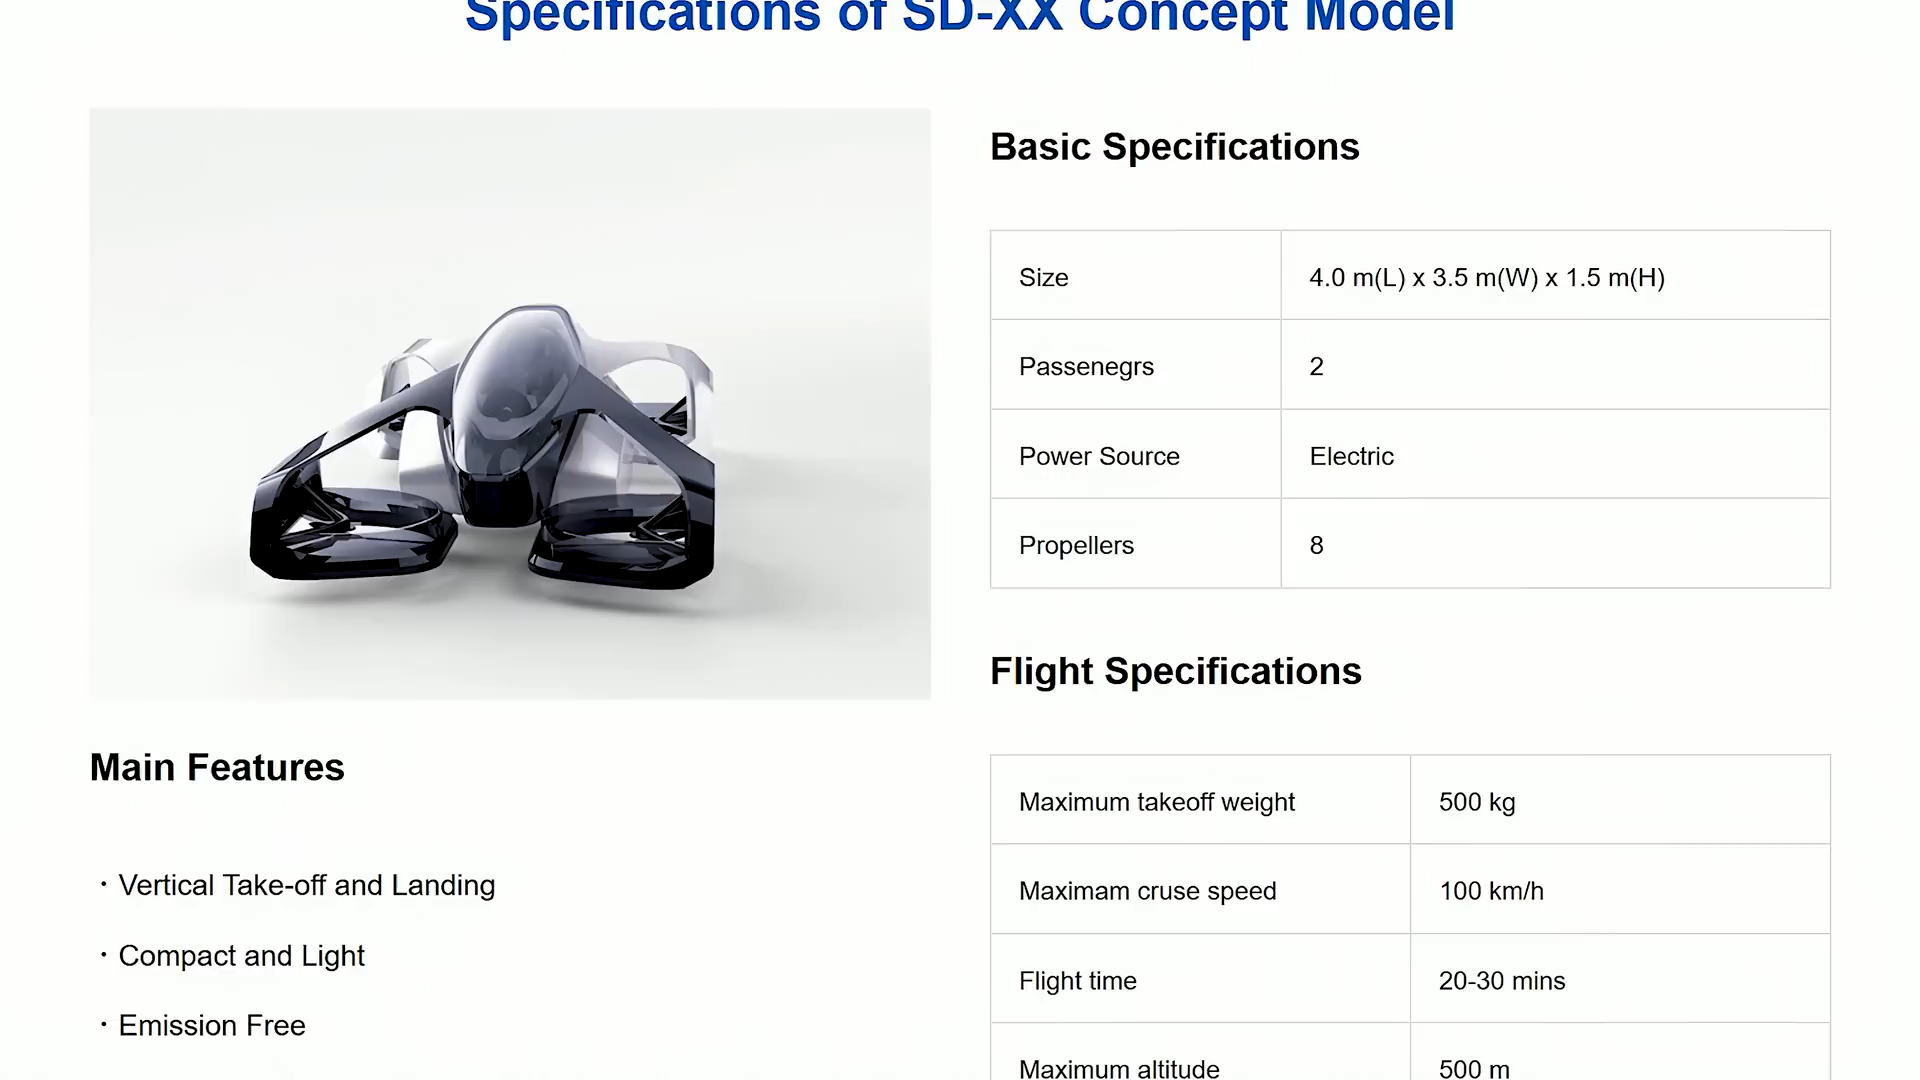 Specifications of SD-XX Concept Model
Basic Specifications
Size 4.0 m(L) x 3.5 m(W) x 1.5 m(H)
Passenegrs 2
Power Source Electric
Propellers 8
Flight Specifications
Maximum takeoff weight 500 kg
Maximam cruse speed 100 km/h
Flight time 20-30 mins
Maximum altitude 500 m
Main Features
・Vertical Take-off and Landing
・Compact and Light
・Emission Free